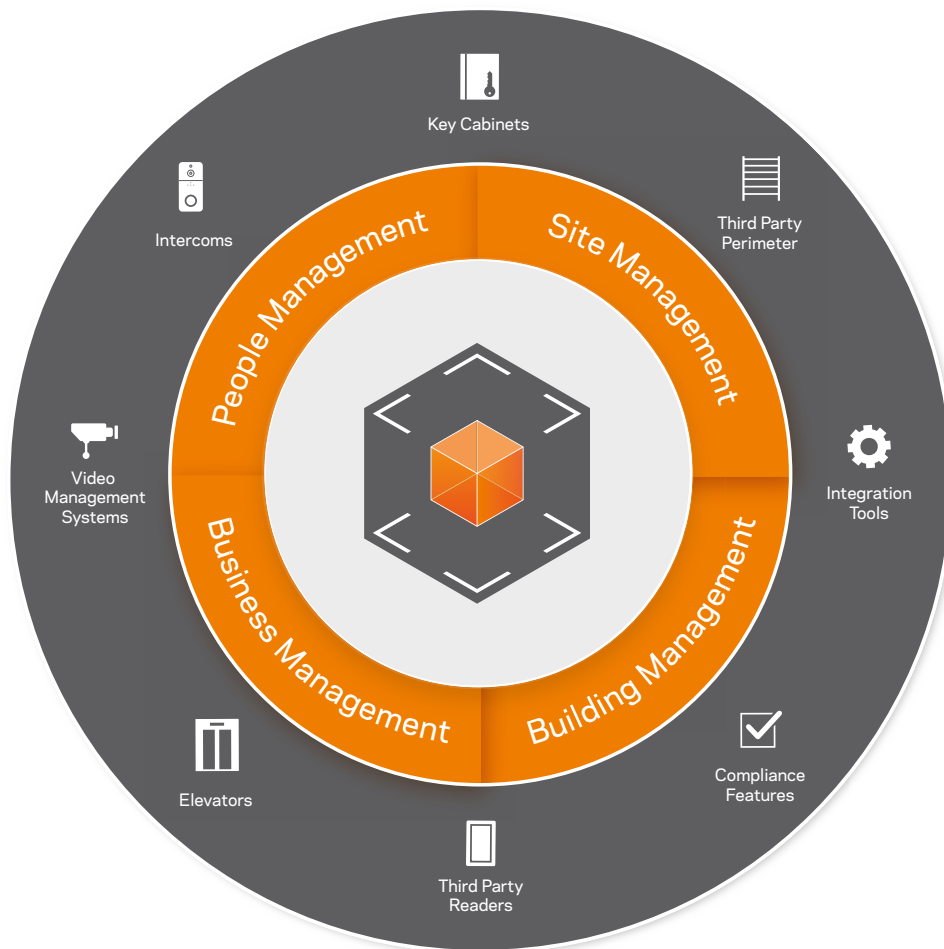 Key Cabinets
Third Party
Perimeter
Integration
Tools
Compliance
Features
Third Party
Readers
Elevators
Video
Management
Systems
Intercoms
People Management
Site Management
Building Management
Business Management